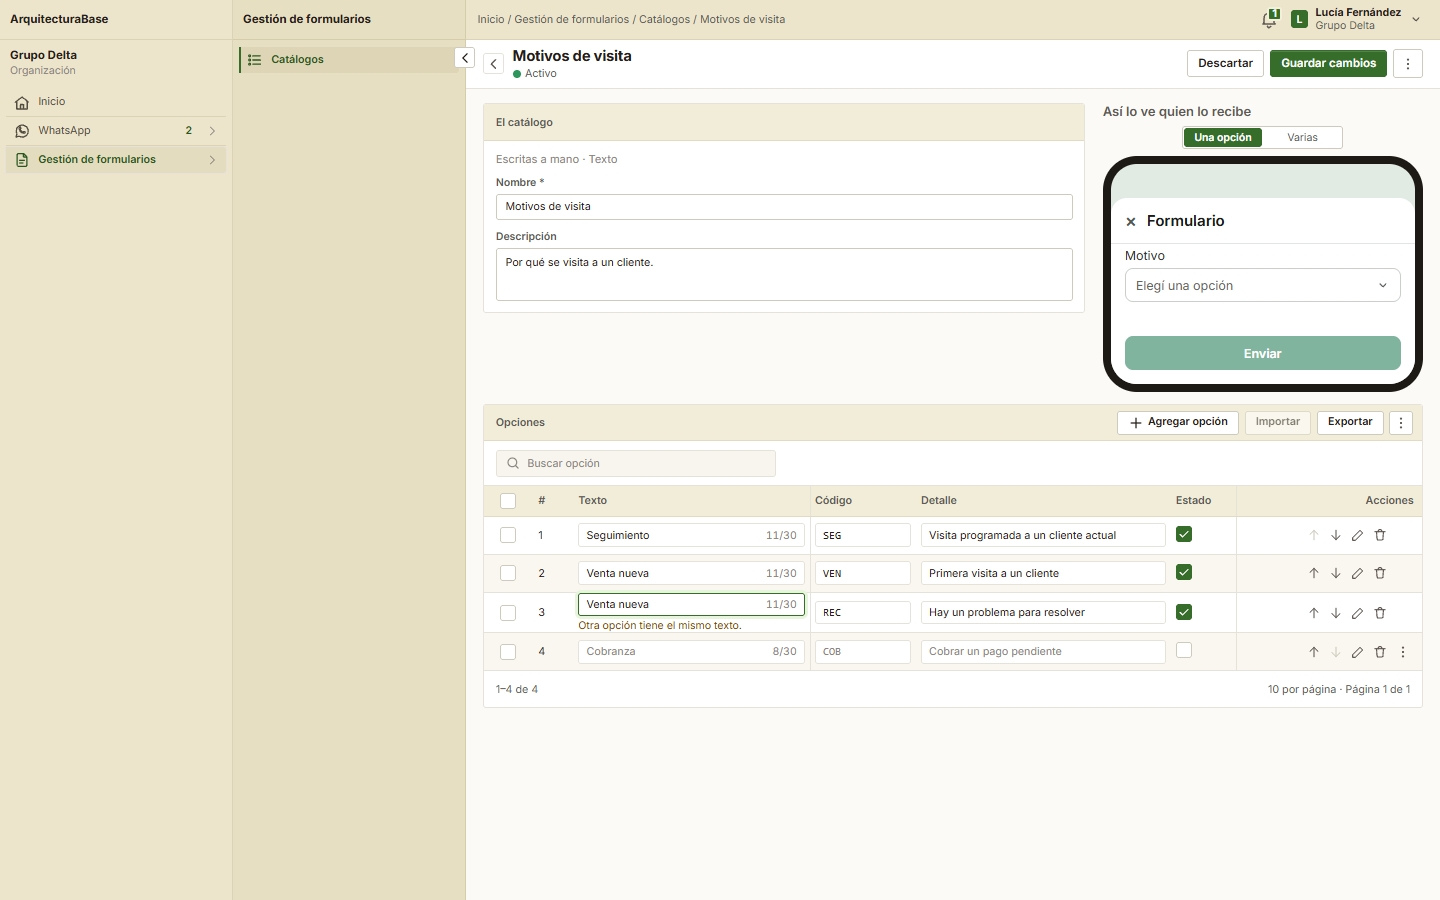 ArquitecturaBase
Grupo Delta
Organización
Inicio
WhatsApp 2
Gestión de formularios
Gestión de formularios
Catálogos
Inicio / Gestión de formularios / Catálogos / Motivos de visita
1
L
Lucía Fernández
Grupo Delta
Motivos de visita
Activo
Descartar
Guardar cambios
El catálogo
Escritas a mano · Texto
Nombre *
Motivos de visita
Descripción
Por qué se visita a un cliente.
Así lo ve quien lo recibe
Una opción Varias
Formulario
Motivo
Elegí una opción
Enviar
Opciones
Agregar opción Importar Exportar
Buscar opción
# Texto Código Detalle Estado Acciones
1 Seguimiento 11/30 SEG Visita programada a un cliente actual
2 Venta nueva 11/30 VEN Primera visita a un cliente
3 Venta nueva 11/30 REC Hay un problema para resolver
Otra opción tiene el mismo texto.
4 Cobranza 8/30 COB Cobrar un pago pendiente
1–4 de 4
10 por página · Página 1 de 1